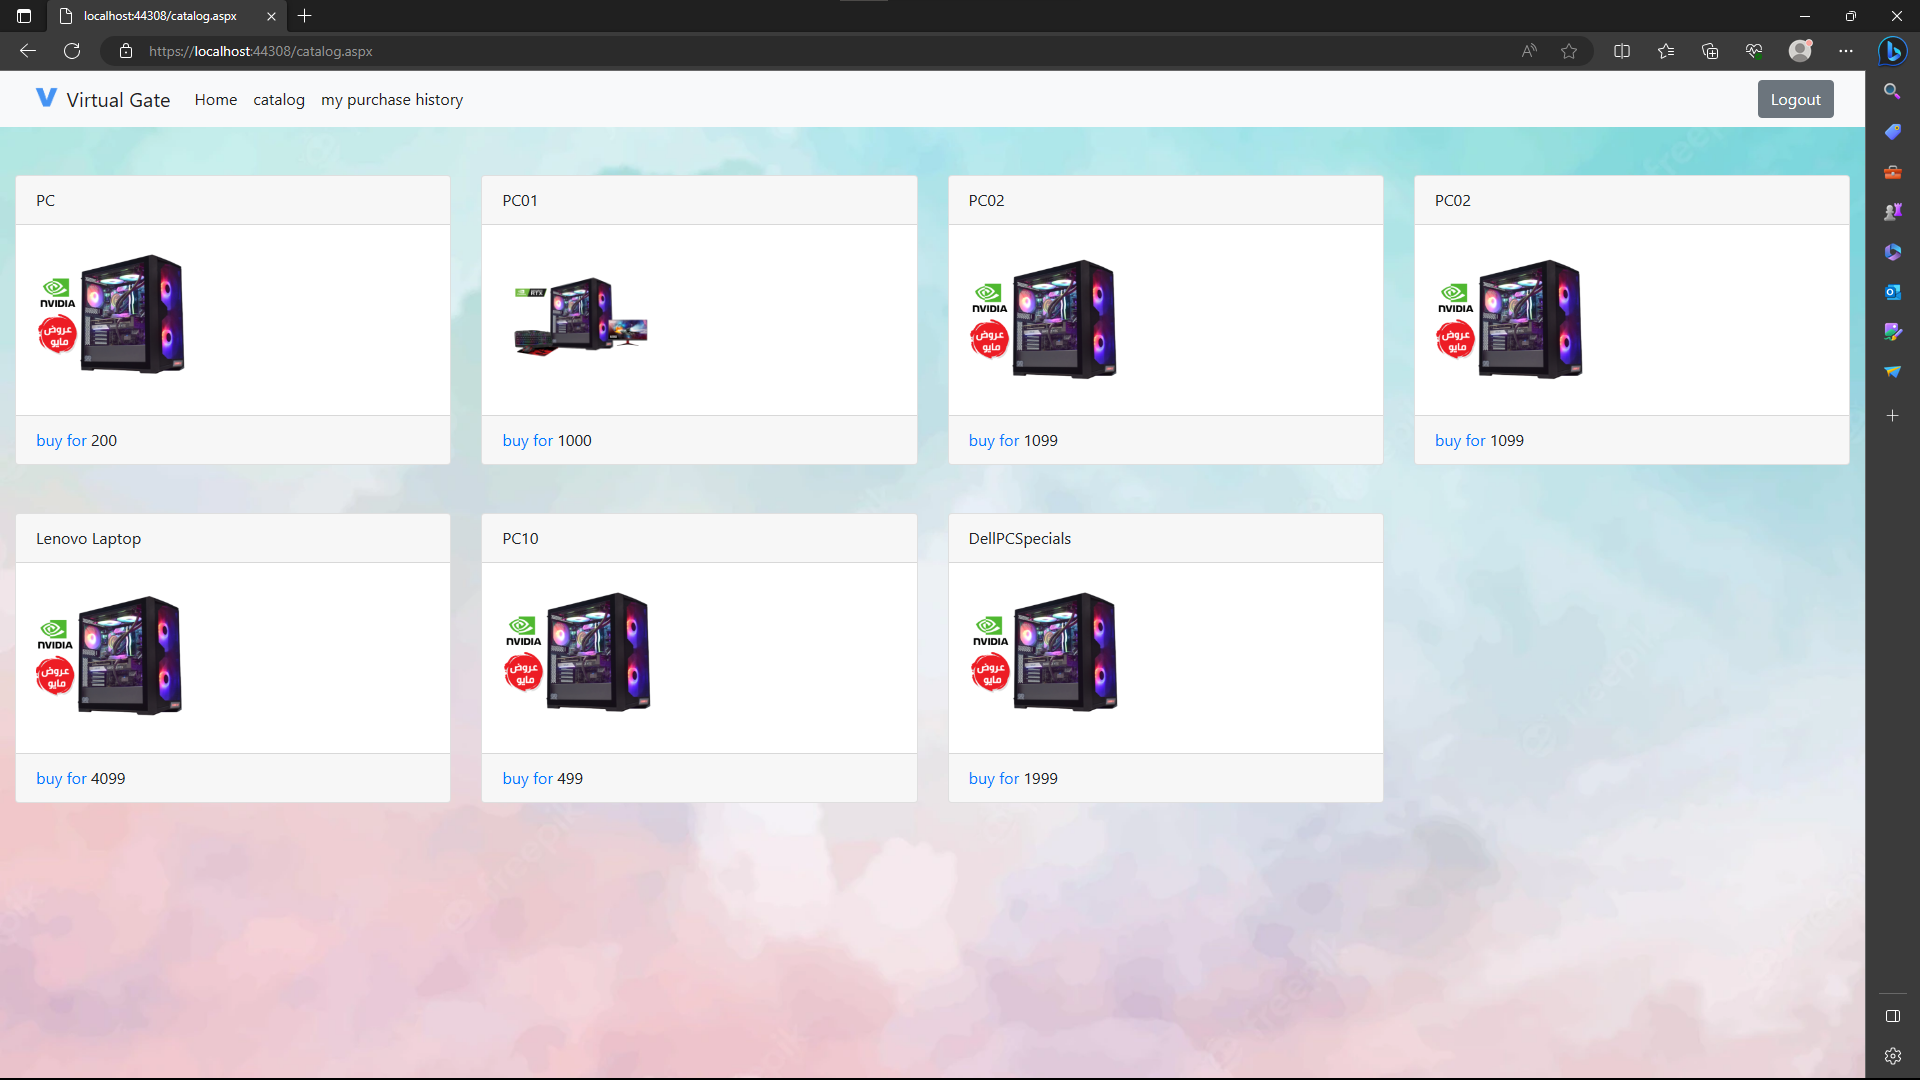 localhost:44308/catalog.aspx
https://localhost:44308/catalog.aspx
Virtual Gate Home catalog my purchase history Logout
PC PC01 PC02 PC02
NVIDIA
عروض
مايو
RTX
NVIDIA
عروض
مايو
NVIDIA
عروض
مايو
buy for 200 buy for 1000 buy for 1099 buy for 1099
Lenovo Laptop PC10 DellPCSpecials
NVIDIA
عروض
مايو
NVIDIA
عروض
مايو
NVIDIA
عروض
مايو
buy for 4099 buy for 499 buy for 1999
freepik